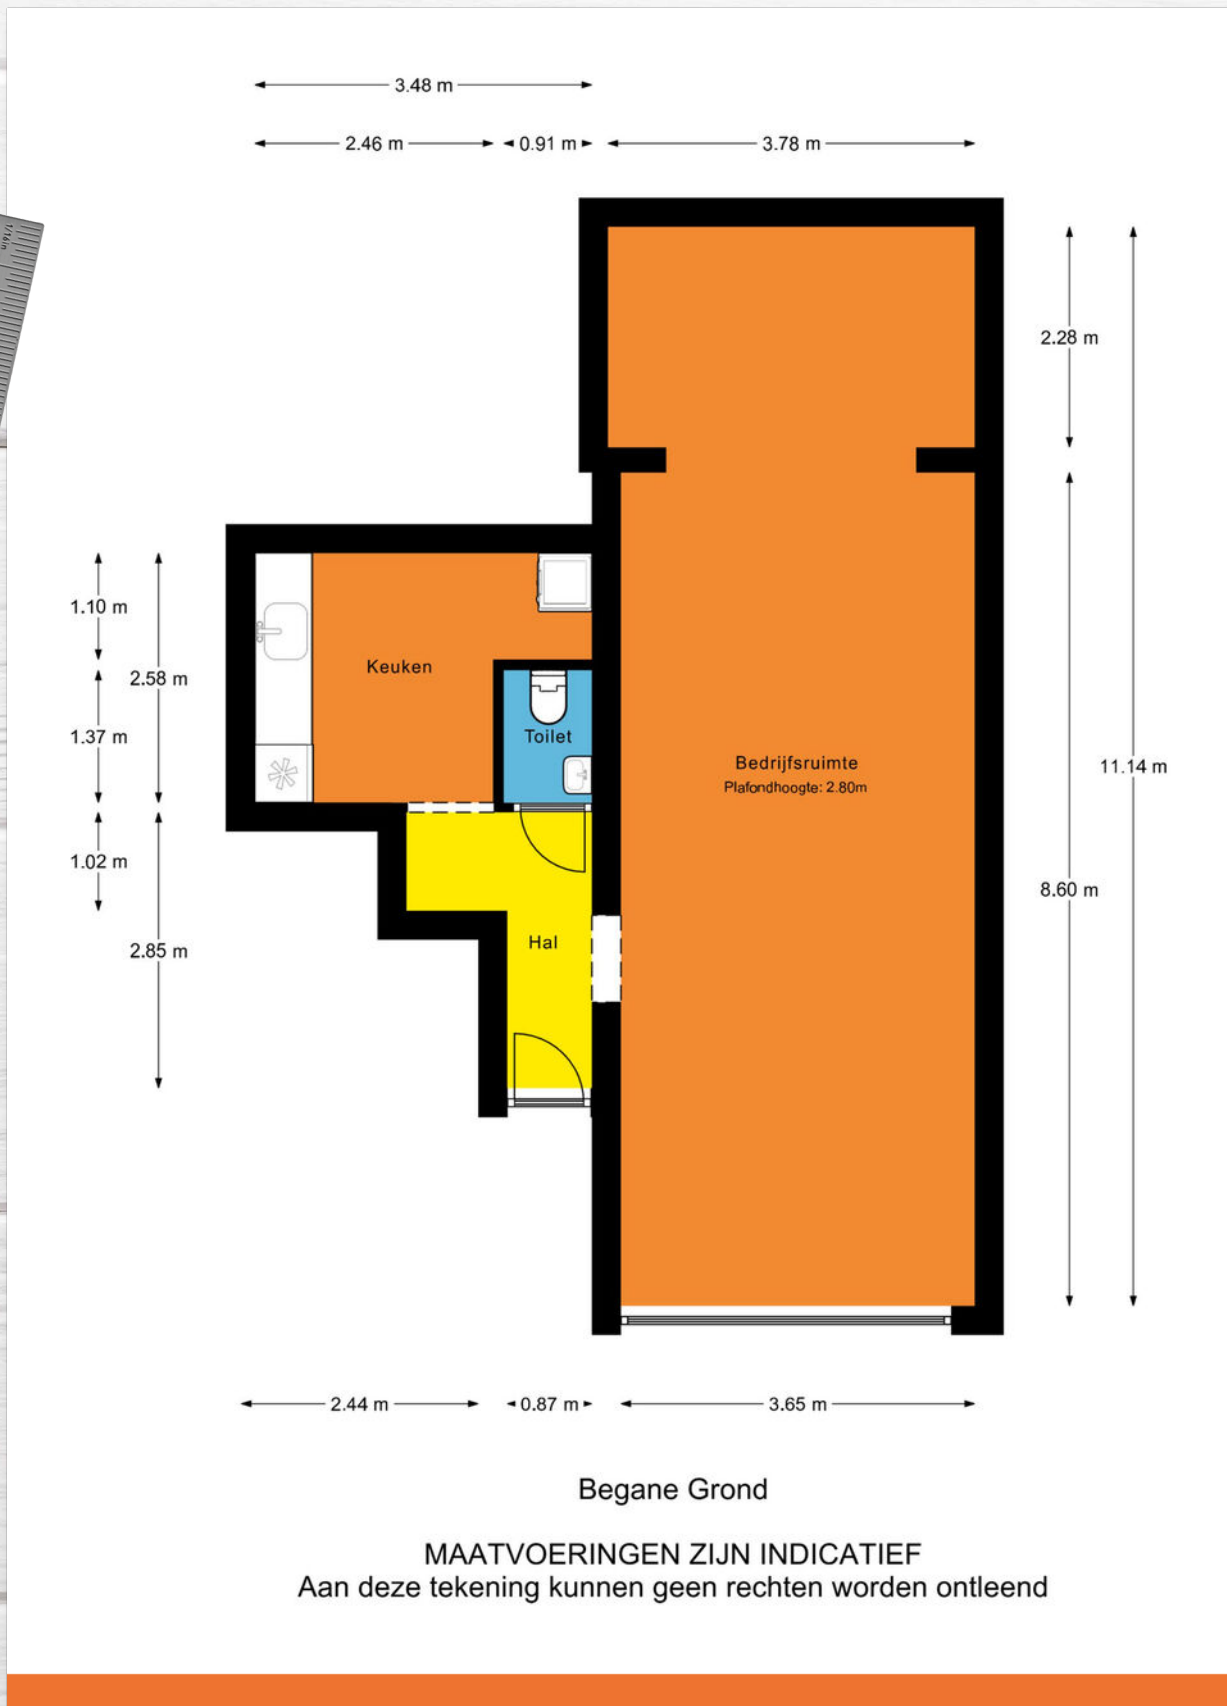 3.48 m
2.46 m
0.91 m
3.78 m
1/16in
2.28 m
1.10 m
2.58 m
Keuken
1.37 m
Toilet
Bedrijfsruimte
Plafondhoogte: 2.80m
11.14 m
1.02 m
8.60 m
Hal
2.85 m
2.44 m
0.87 m
3.65 m
Begane Grond
MAATVOERINGEN ZIJN INDICATIEF
Aan deze tekening kunnen geen rechten worden ontleend